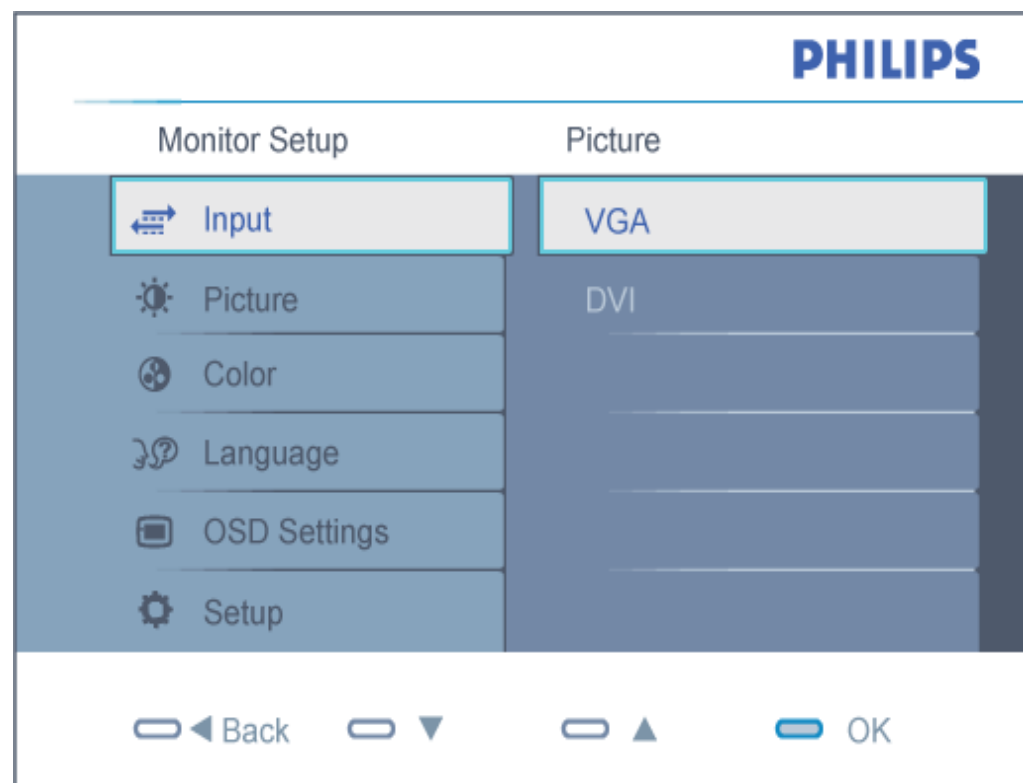 PHILIPS
Monitor Setup Picture
Input VGA
Picture DVI
Color
Language
OSD Settings
Setup
Back OK